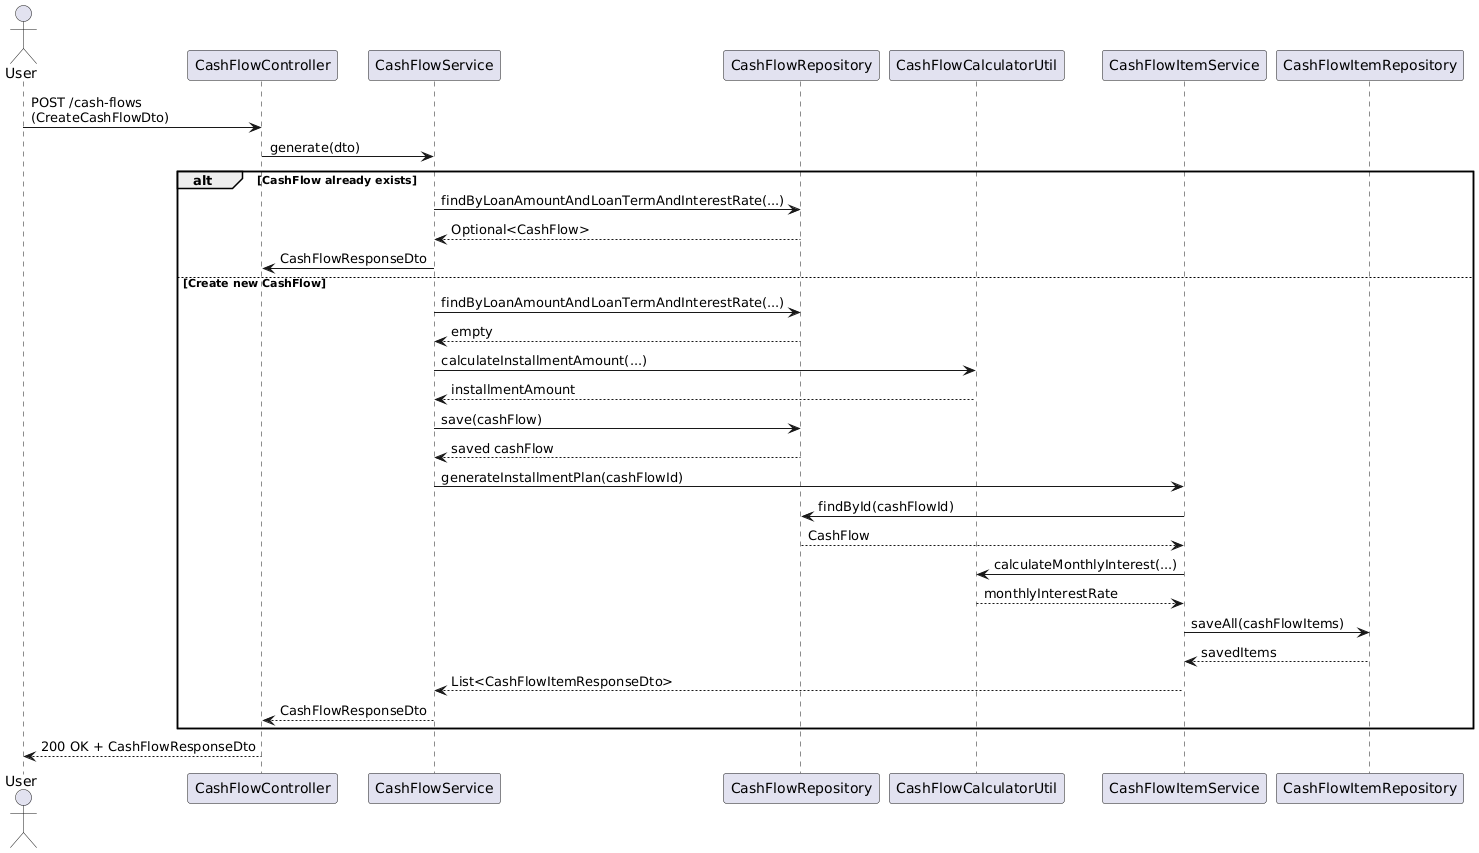 User
CashFlowController
CashFlowService
CashFlowRepository
CashFlowCalculatorUtil
CashFlowItemService
CashFlowItemRepository
POST /cash-flows
(CreateCashFlowDto)
generate(dto)
alt
[CashFlow already exists]
findByLoanAmountAndLoanTermAndInterestRate(...)
Optional<CashFlow>
CashFlowResponseDto
[Create new CashFlow]
findByLoanAmountAndLoanTermAndInterestRate(...)
empty
calculateInstallmentAmount(...)
installmentAmount
save(cashFlow)
saved cashFlow
generateInstallmentPlan(cashFlowId)
findById(cashFlowId)
CashFlow
calculateMonthlyInterest(...)
monthlyInterestRate
saveAll(cashFlowItems)
savedItems
List<CashFlowItemResponseDto>
CashFlowResponseDto
200 OK + CashFlowResponseDto
User
CashFlowController
CashFlowService
CashFlowRepository
CashFlowCalculatorUtil
CashFlowItemService
CashFlowItemRepository